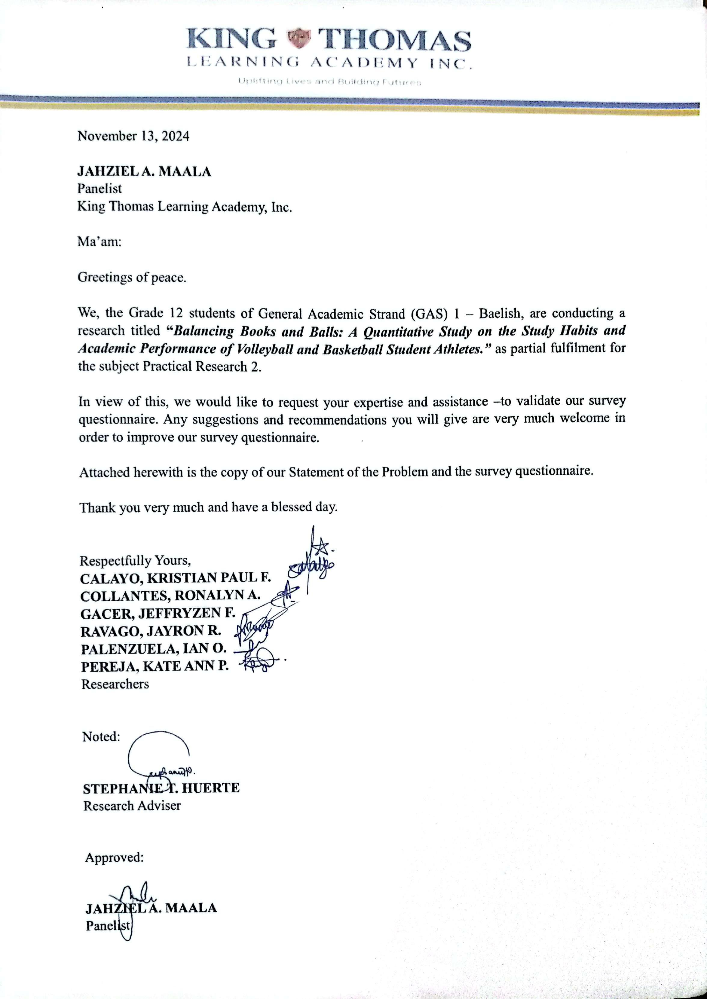 KING THOMAS
LEARNING ACADEMY INC.
Uplifting Lives and Building Futures
November 13, 2024
JAHZIEL A. MAALA
Panelist
King Thomas Learning Academy, Inc.
Ma’am:
Greetings of peace.
We, the Grade 12 students of General Academic Strand (GAS) 1 – Baelish, are conducting a
research titled “Balancing Books and Balls: A Quantitative Study on the Study Habits and
Academic Performance of Volleyball and Basketball Student Athletes.” as partial fulfilment for
the subject Practical Research 2.
In view of this, we would like to request your expertise and assistance –to validate our survey
questionnaire. Any suggestions and recommendations you will give are very much welcome in
order to improve our survey questionnaire.
Attached herewith is the copy of our Statement of the Problem and the survey questionnaire.
Thank you very much and have a blessed day.
Respectfully Yours,
CALAYO, KRISTIAN PAUL F.
COLLANTES, RONALYN A.
GACER, JEFFRYZEN F.
RAVAGO, JAYRON R.
PALENZUELA, IAN O.
PEREJA, KATE ANN P.
Researchers
Noted:
STEPHANIE T. HUERTE
Research Adviser
Approved:
JAHZIEL A. MAALA
Panelist